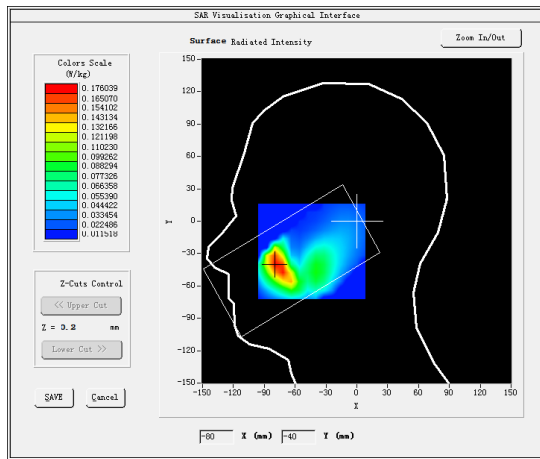 SAR Visualisation Graphical Interface
Surface Radiated Intensity
Zoom In/Out
Colors Scale
(W/kg)
0.176039
0.165070
0.154102
0.143134
0.132166
0.121198
0.110230
0.099262
0.088294
0.077326
0.066358
0.055390
0.044422
0.033454
0.022486
0.011518
Z-Cuts Control
<< Upper Cut
Z = 0.2 mm
Lower Cut >>
SAVE
Cancel
150
120
90
60
30
0
-30
-60
-90
-120
-150
Y
-150 -120 -90 -60 -30 0 30 60 90 120 150
X
-80 X (mm) -40 Y (mm)